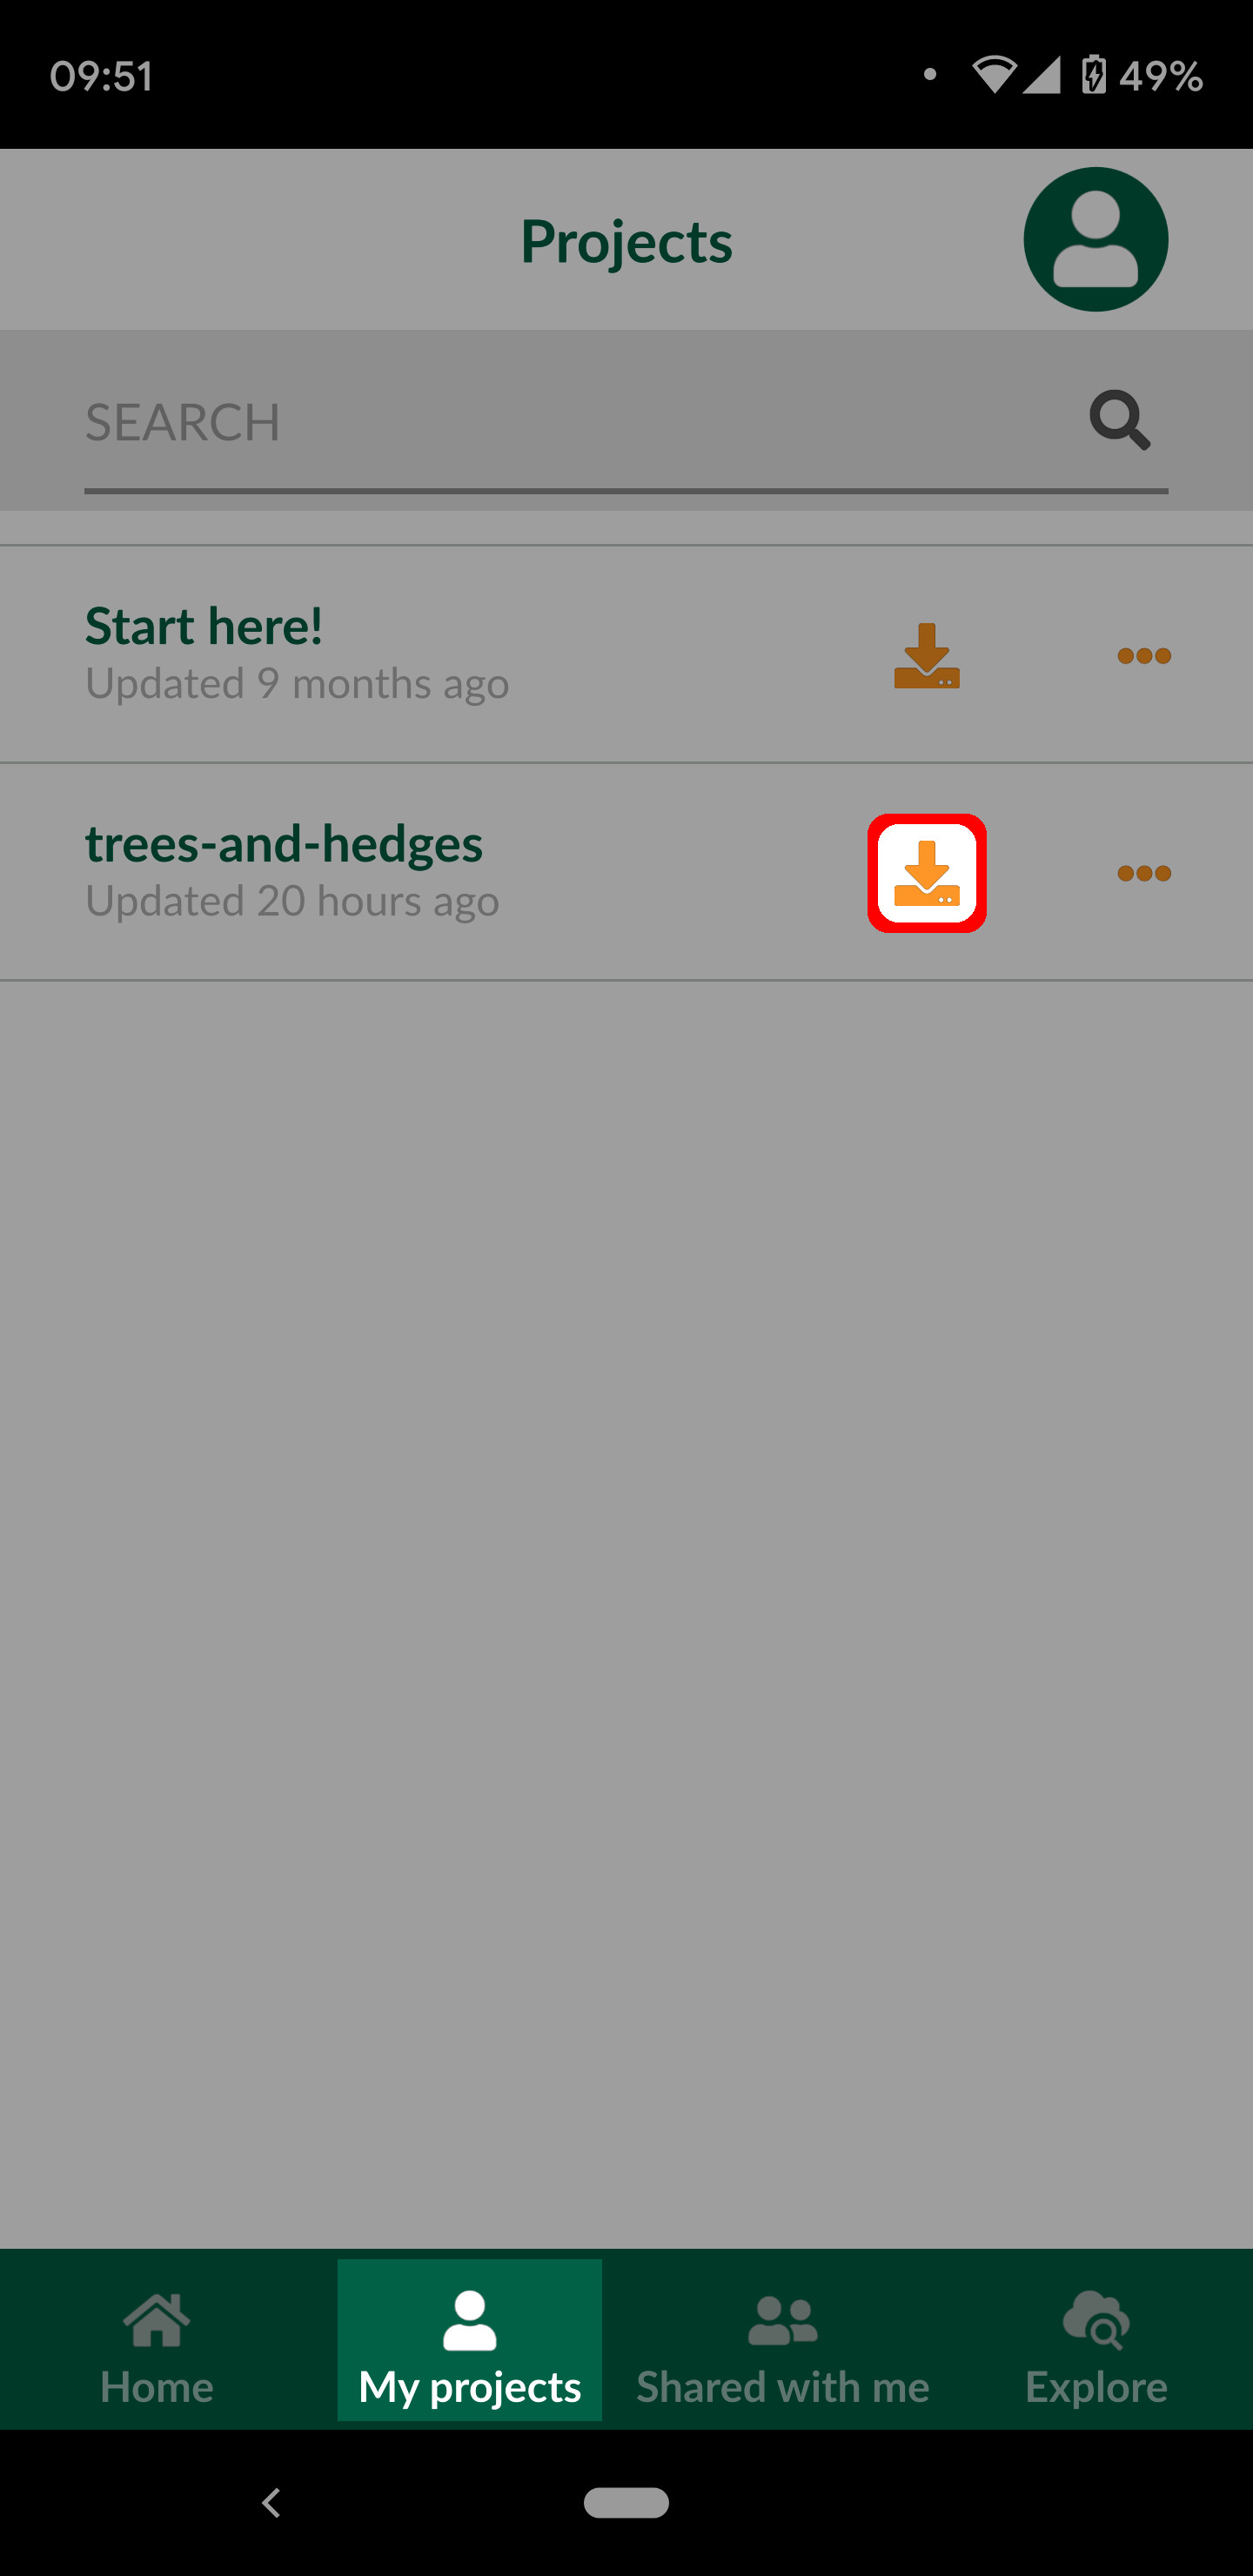 09:51
49%
Projects
SEARCH
Start here!
Updated 9 months ago
trees-and-hedges
Updated 20 hours ago
Home
My projects
Shared with me
Explore